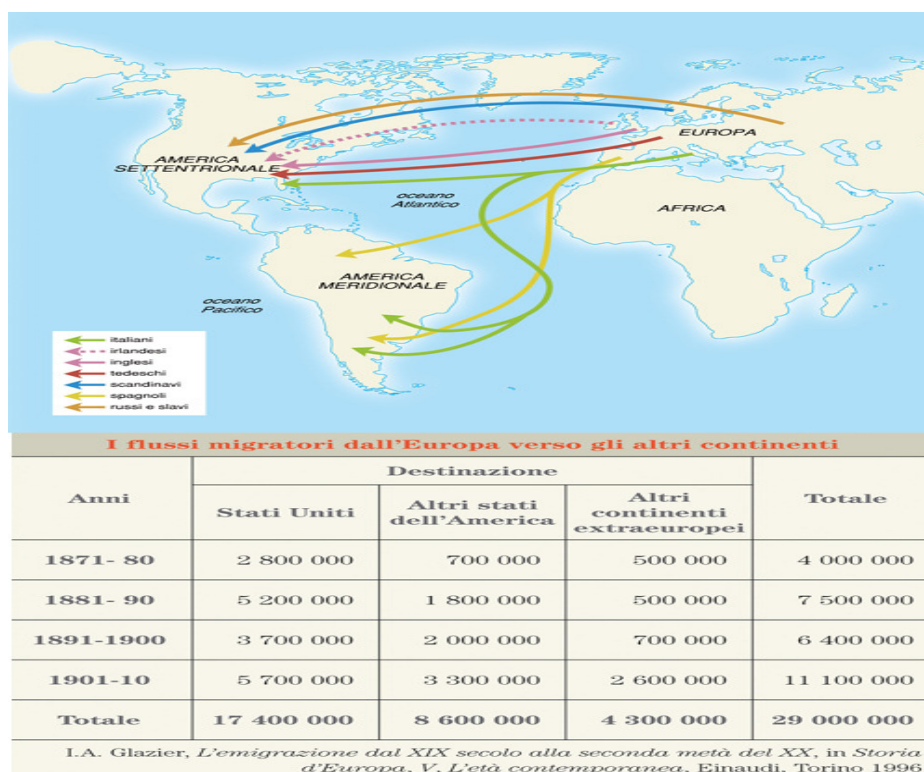 EUROPA
AMERICA
SETTENTRIONALE
oceano
Atlantico
AFRICA
AMERICA
MERIDIONALE
oceano
Pacifico
italiani
irlandesi
inglesi
tedeschi
scandinavi
spagnoli
russi e slavi
I flussi migratori dall'Europa verso gli altri continenti
Anni Destinazione Totale
Stati Uniti Altri stati dell'America Altri continenti extraeuropei
1871- 80 2 800 000 700 000 500 000 4 000 000
1881- 90 5 200 000 1 800 000 500 000 7 500 000
1891-1900 3 700 000 2 000 000 700 000 6 400 000
1901-10 5 700 000 3 300 000 2 600 000 11 100 000
Totale 17 400 000 8 600 000 4 300 000 29 000 000
I.A. Glazier, L'emigrazione dal XIX secolo alla seconda metà del XX, in Storia
d'Europa, V, L'età contemporanea, Einaudi, Torino 1996